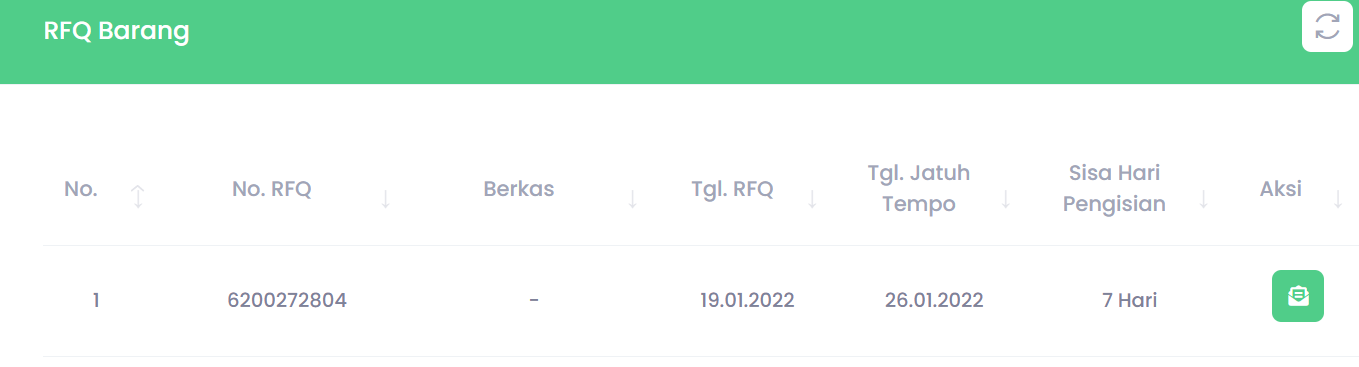 RFQ Barang
No. No. RFQ Berkas Tgl. RFQ Tgl. Jatuh Tempo Sisa Hari Pengisian Aksi
1 6200272804 - 19.01.2022 26.01.2022 7 Hari